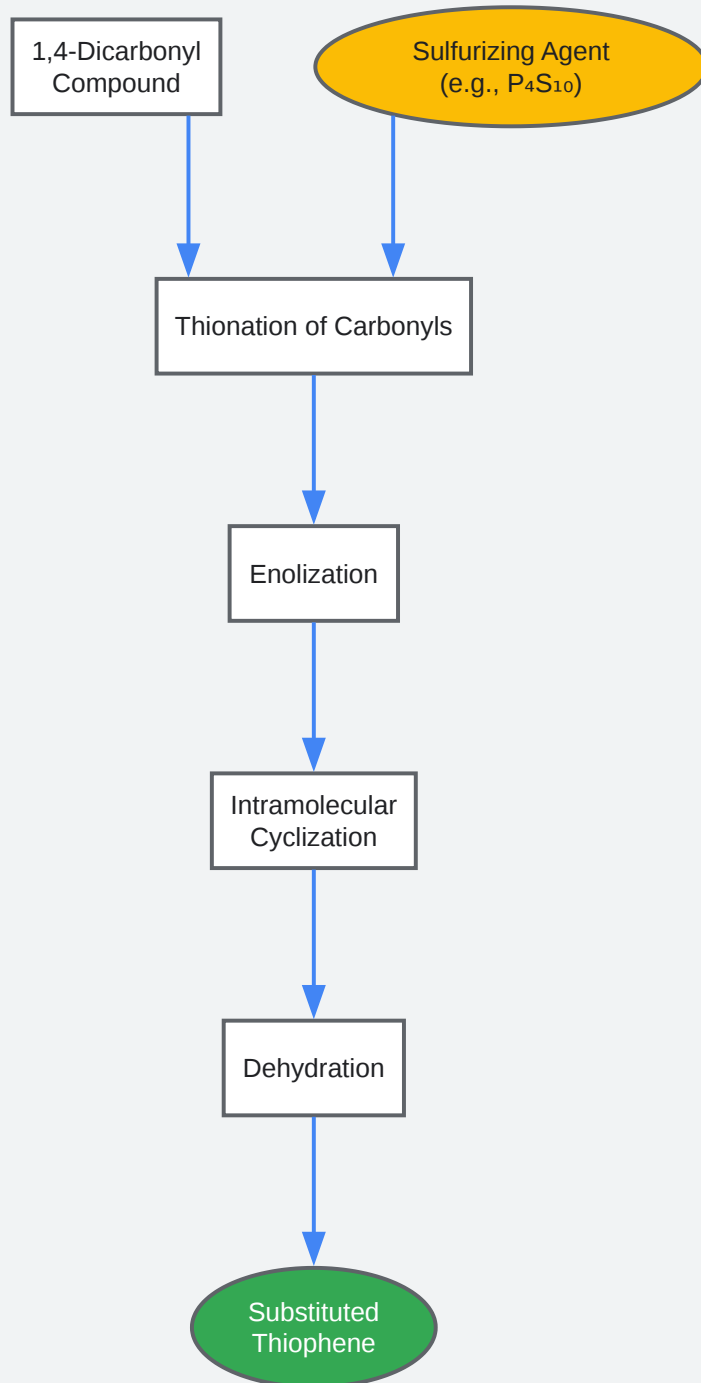 1,4-Dicarbonyl
Compound
Sulfurizing Agent
(e.g., P₄S₁₀)
Thionation of Carbonyls
Enolization
Intramolecular
Cyclization
Dehydration
Substituted
Thiophene